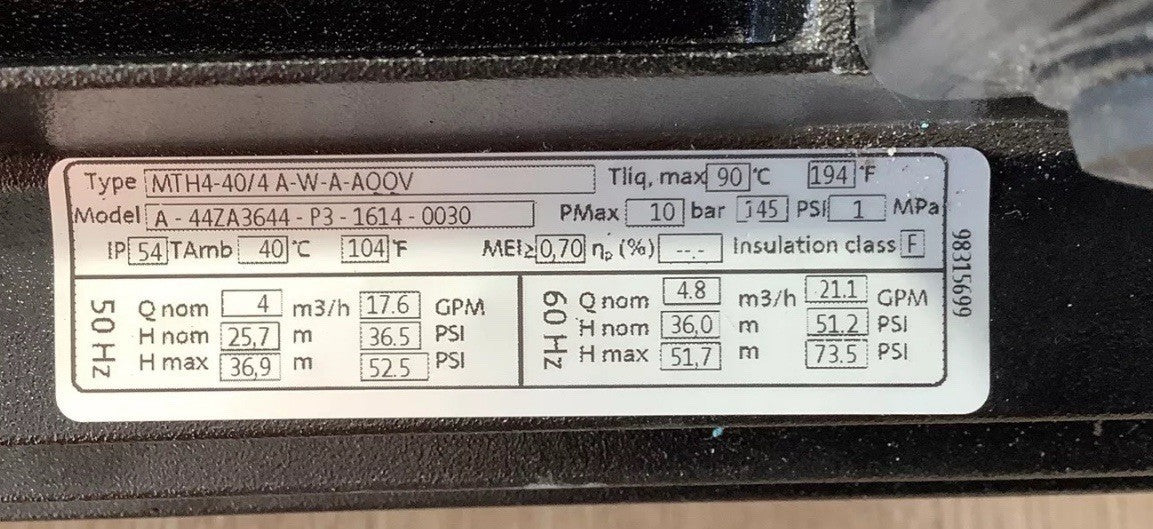 Type MTH4-40/4 A-W-A-AQQV Tliq, max 90 °C 194 °F
Model A - 44ZA3644 - P3 - 1614 - 0030 PMax 10 bar 145 PSI 1 MPa
IP 54 TAmb 40 °C 104 °F MEI≥ 0,70 ηp (%) --.- Insulation class F
50 Hz
Q nom 4 m3/h 17.6 GPM
H nom 25,7 m 36.5 PSI
H max 36,9 m 52.5 PSI
60 Hz
Q nom 4.8 m3/h 21.1 GPM
H nom 36,0 m 51.2 PSI
H max 51,7 m 73.5 PSI
98315699